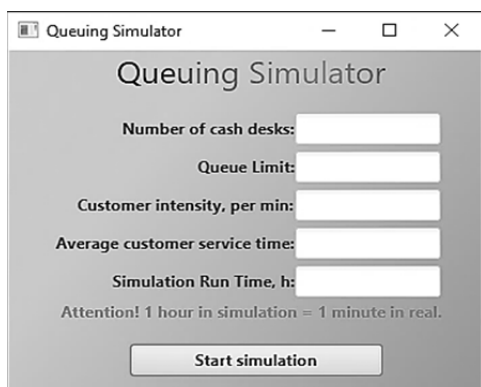 Queuing Simulator
Queuing Simulator
Number of cash desks:
Queue Limit:
Customer intensity, per min:
Average customer service time:
Simulation Run Time, h:
Attention! 1 hour in simulation = 1 minute in real.
Start simulation